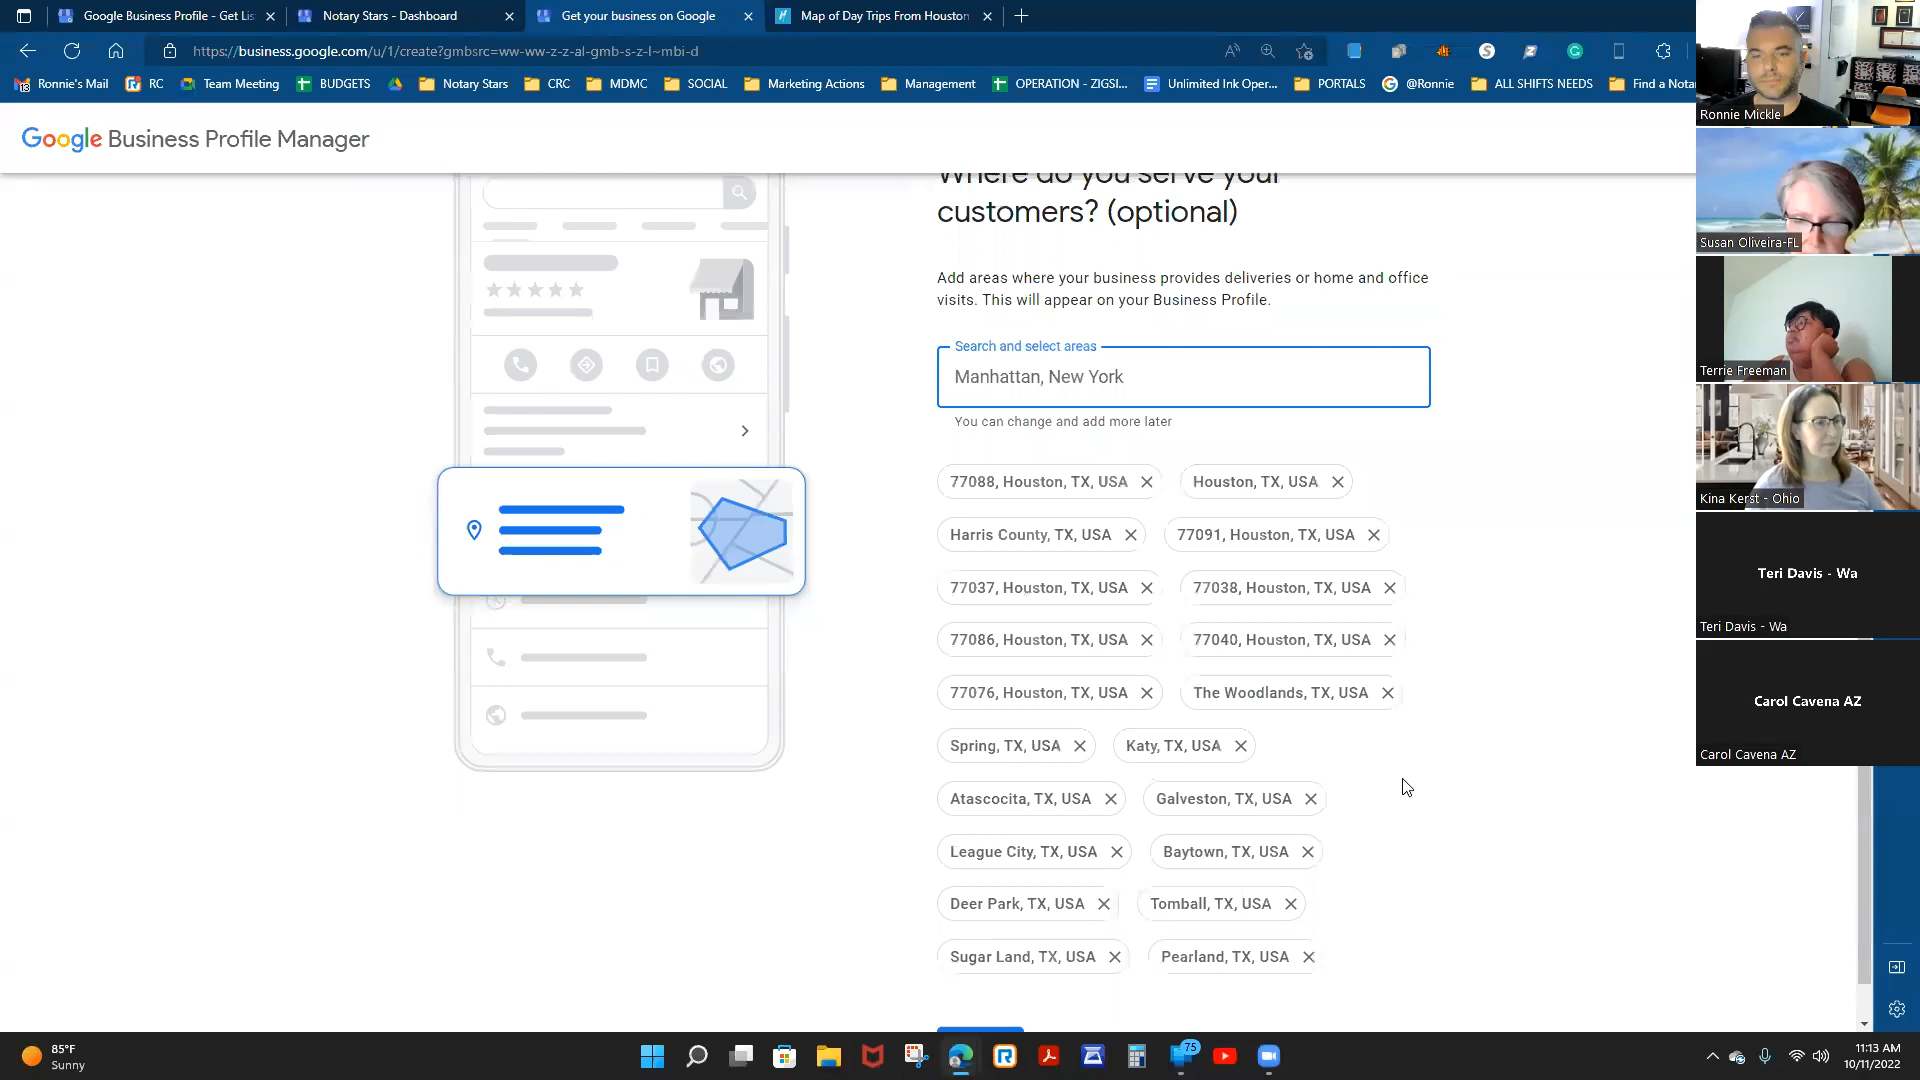 Google Business Profile - Get Lis
Notary Stars - Dashboard
Get your business on Google
Map of Day Trips From Houston
https://business.google.com/u/1/create?gmbsrc=ww-ww-z-z-al-gmb-s-z-l~mbi-d
Ronnie's Mail
RC
Team Meeting
BUDGETS
Notary Stars
CRC
MDMC
SOCIAL
Marketing Actions
Management
OPERATION - ZIGSI...
Unlimited Ink Oper...
PORTALS
@Ronnie
ALL SHIFTS NEEDS
Find a Nota
Google Business Profile Manager
Where do you serve your
customers? (optional)
Add areas where your business provides deliveries or home and office
visits. This will appear on your Business Profile.
Search and select areas
Manhattan, New York
You can change and add more later
77088, Houston, TX, USA
Houston, TX, USA
Harris County, TX, USA
77091, Houston, TX, USA
77037, Houston, TX, USA
77038, Houston, TX, USA
77086, Houston, TX, USA
77040, Houston, TX, USA
77076, Houston, TX, USA
The Woodlands, TX, USA
Spring, TX, USA
Katy, TX, USA
Atascocita, TX, USA
Galveston, TX, USA
League City, TX, USA
Baytown, TX, USA
Deer Park, TX, USA
Tomball, TX, USA
Sugar Land, TX, USA
Pearland, TX, USA
Ronnie Mickle
Susan Oliveira-FL
Terrie Freeman
Kina Kerst - Ohio
Teri Davis - Wa
Teri Davis - Wa
Carol Cavena AZ
Carol Cavena AZ
85°F
Sunny
75
11:13 AM
10/11/2022